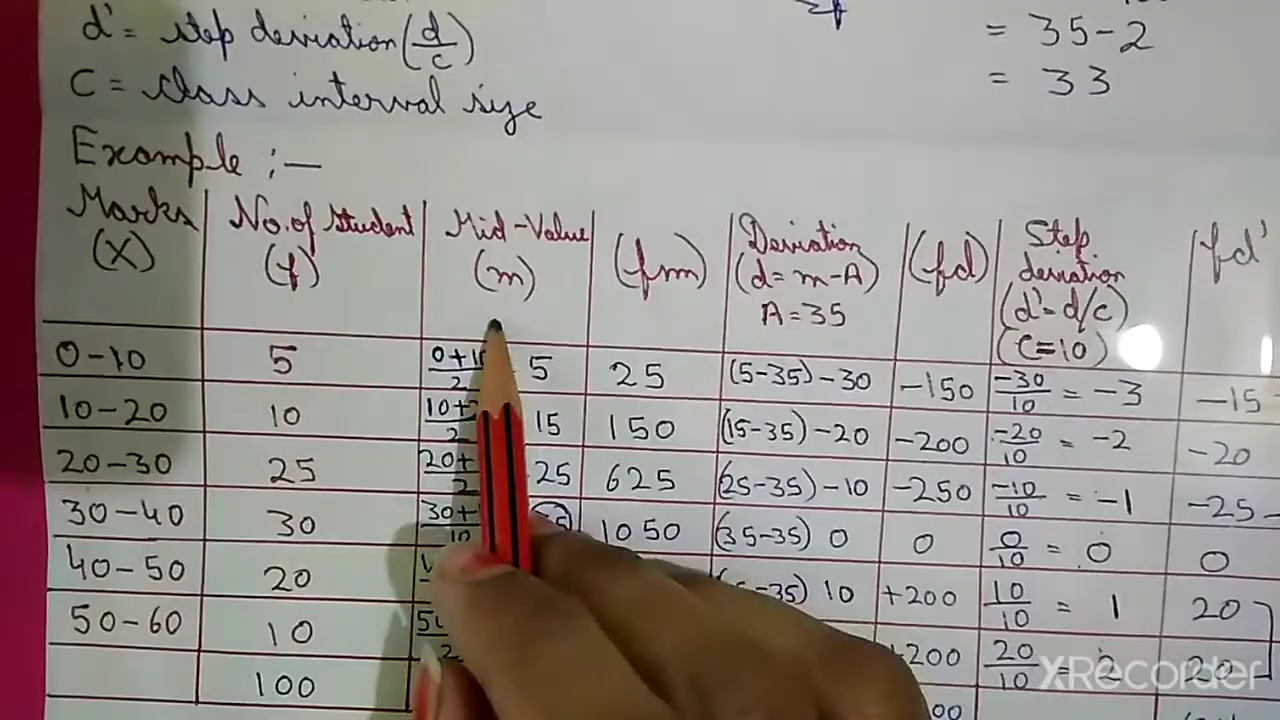 d' = step deviation (d/c)
C = class interval size
= 35-2
= 33
Example :—
Marks (X) | No. of Student (f) | Mid-Value (m) | (fm) | Deviation (d=m-A) A=35 | (fd) | Step deviation (d'=d/c) (C=10) | fd'
0-10 | 5 | 5 | 25 | (5-35) -30 | -150 | -30/10 = -3 | -15
10-20 | 10 | 15 | 150 | (15-35) -20 | -200 | -20/10 = -2 | -20
20-30 | 25 | 25 | 625 | (25-35) -10 | -250 | -10/10 = -1 | -25
30-40 | 30 | 1050 | (35-35) 0 | 0 | 0/10 = 0 | 0
40-50 | 20 | -35) 10 | +200 | 10/10 = 1 | 20
50-60 | 10 | +200 | 20/10 = 2 | 20
100
XRecorder